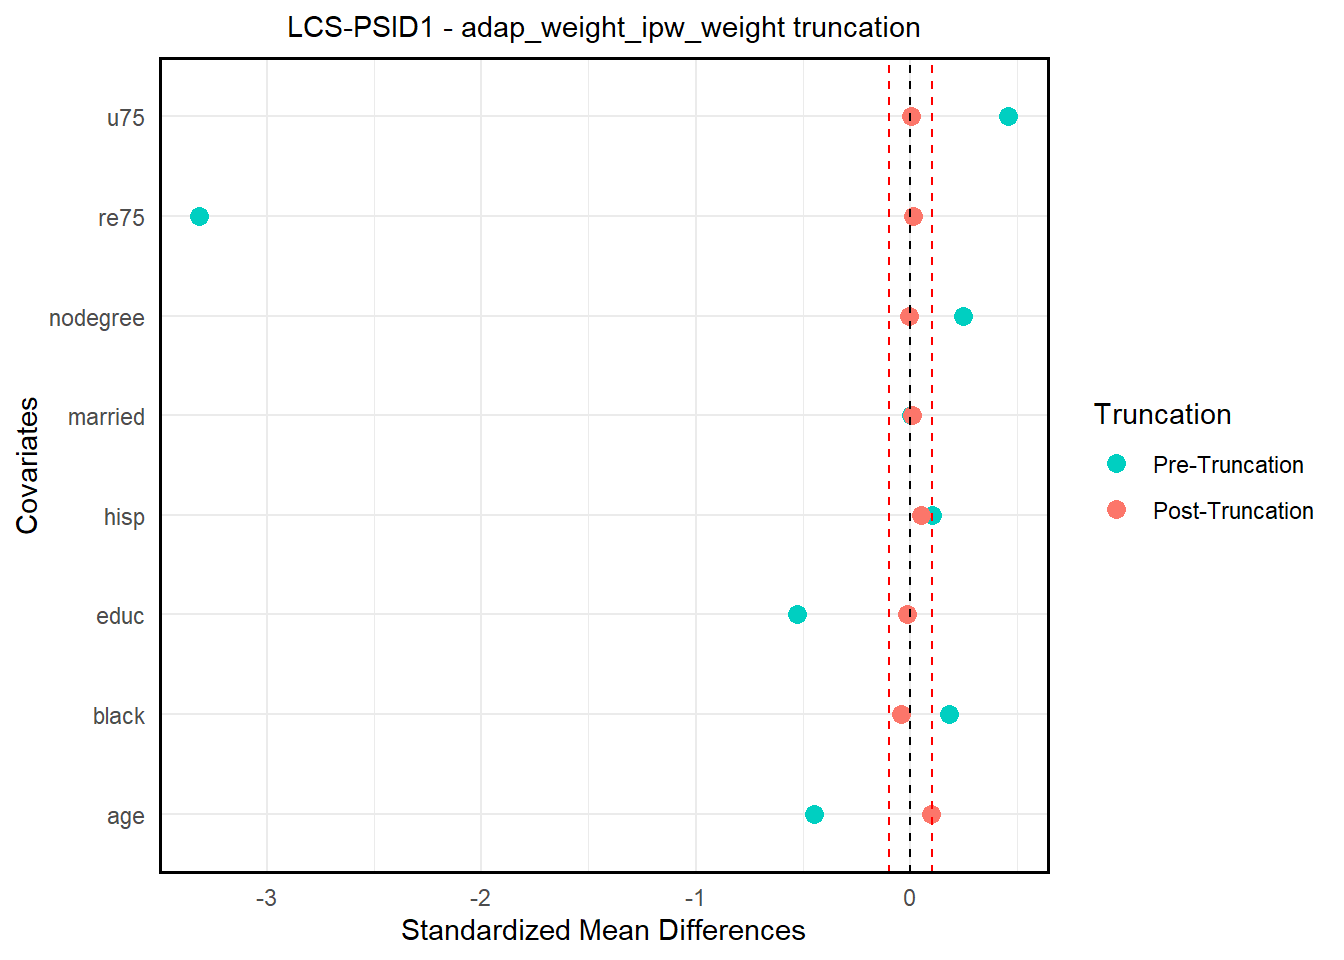 LCS-PSID1 - adap_weight_ipw_weight truncation
u75
re75
nodegree
married
hisp
educ
black
age
Covariates
-3 -2 -1 0
Standardized Mean Differences
Truncation
Pre-Truncation
Post-Truncation